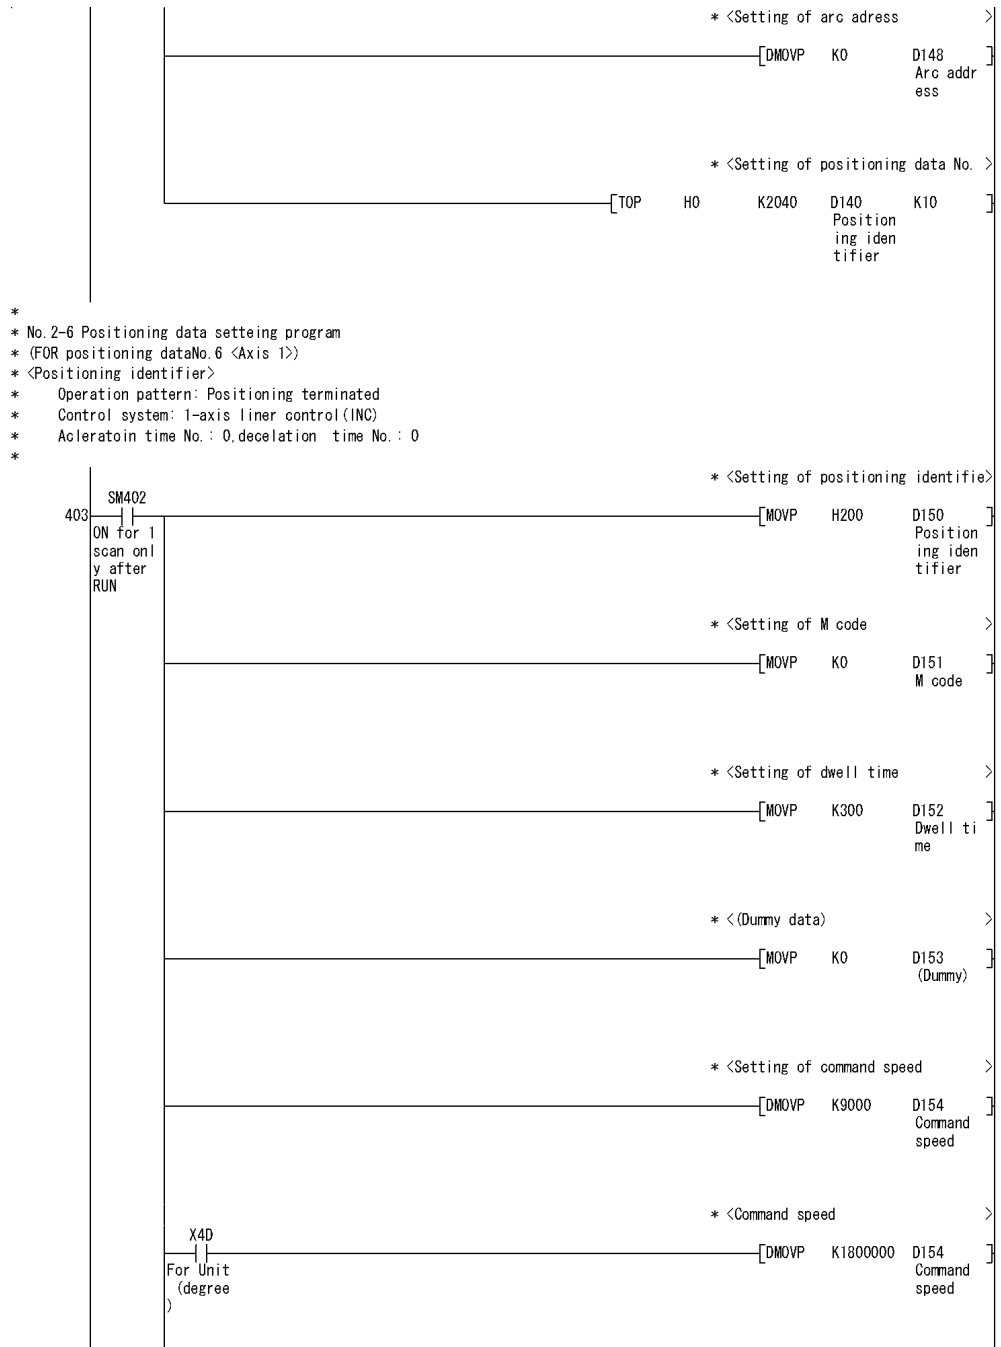 * <Setting of arc adress >
DMOVP K0 D148
Arc addr
ess
* <Setting of positioning data No. >
TOP H0 K2040 D140 K10
Position
ing iden
tifier
*
* No.2-6 Positioning data setteing program
* (FOR positioning dataNo.6 <Axis 1>)
* <Positioning identifier>
* Operation pattern: Positioning terminated
* Control system: 1-axis liner control(INC)
* Acleratoin time No.: 0,decelation time No.: 0
*
* <Setting of positioning identifie>
SM402
403 MOVP H200 D150
ON for 1
scan onl
y after
RUN
Position
ing iden
tifier
* <Setting of M code >
MOVP K0 D151
M code
* <Setting of dwell time >
MOVP K300 D152
Dwell ti
me
* <(Dummy data) >
MOVP K0 D153
(Dummy)
* <Setting of command speed >
DMOVP K9000 D154
Command
speed
* <Command speed >
X4D
DMOVP K1800000 D154
For Unit
(degree
)
Command
speed